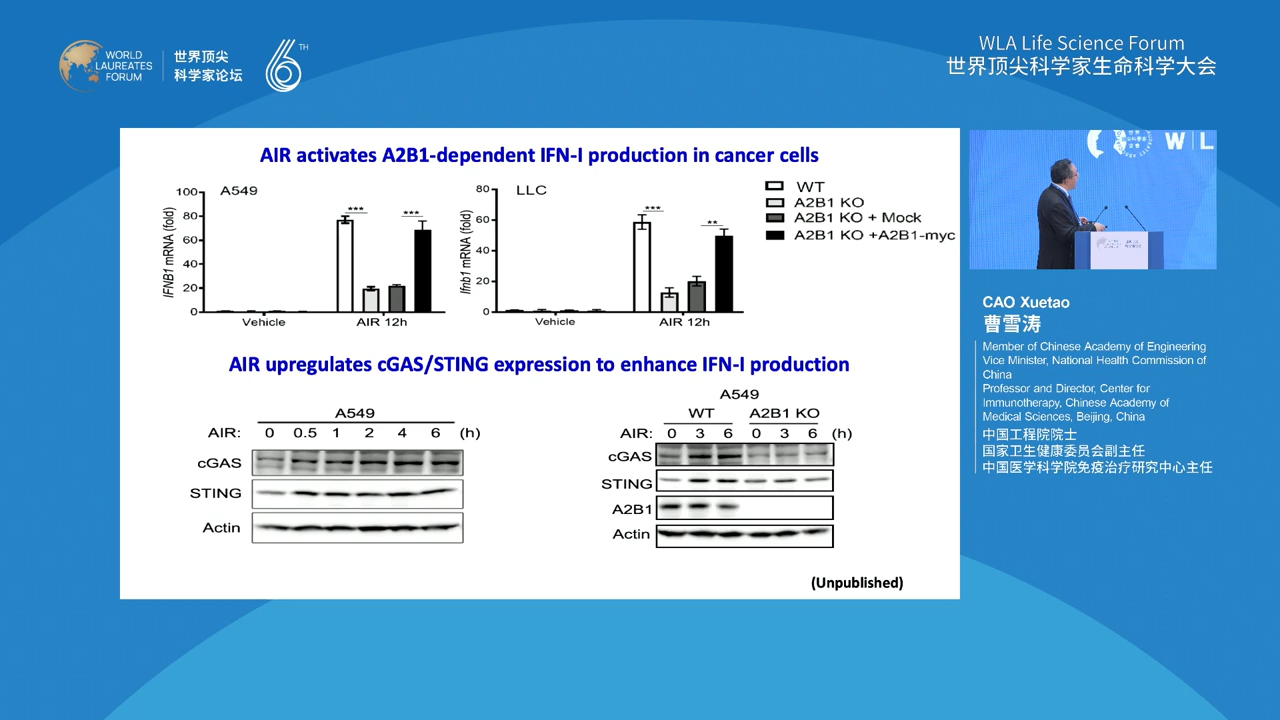 WORLD
LAUREATES
FORUM
世界顶尖
科学家论坛
6TH
WLA Life Science Forum
世界顶尖科学家生命科学大会
AIR activates A2B1-dependent IFN-I production in cancer cells
A549
IFNB1 mRNA (fold)
100
80
60
40
20
0
***
***
Vehicle
AIR 12h
LLC
Ifnb1 mRNA (fold)
80
60
40
20
0
***
**
Vehicle
AIR 12h
WT
A2B1 KO
A2B1 KO + Mock
A2B1 KO +A2B1-myc
AIR upregulates cGAS/STING expression to enhance IFN-I production
A549
AIR: 0 0.5 1 2 4 6 (h)
cGAS
STING
Actin
A549
WT A2B1 KO
AIR: 0 3 6 0 3 6 (h)
cGAS
STING
A2B1
Actin
(Unpublished)
W L
CAO Xuetao
曹雪涛
Member of Chinese Academy of Engineering
Vice Minister, National Health Commission of
China
Professor and Director, Center for
Immunotherapy, Chinese Academy of
Medical Sciences, Beijing, China
中国工程院院士
国家卫生健康委员会副主任
中国医学科学院免疫治疗研究中心主任